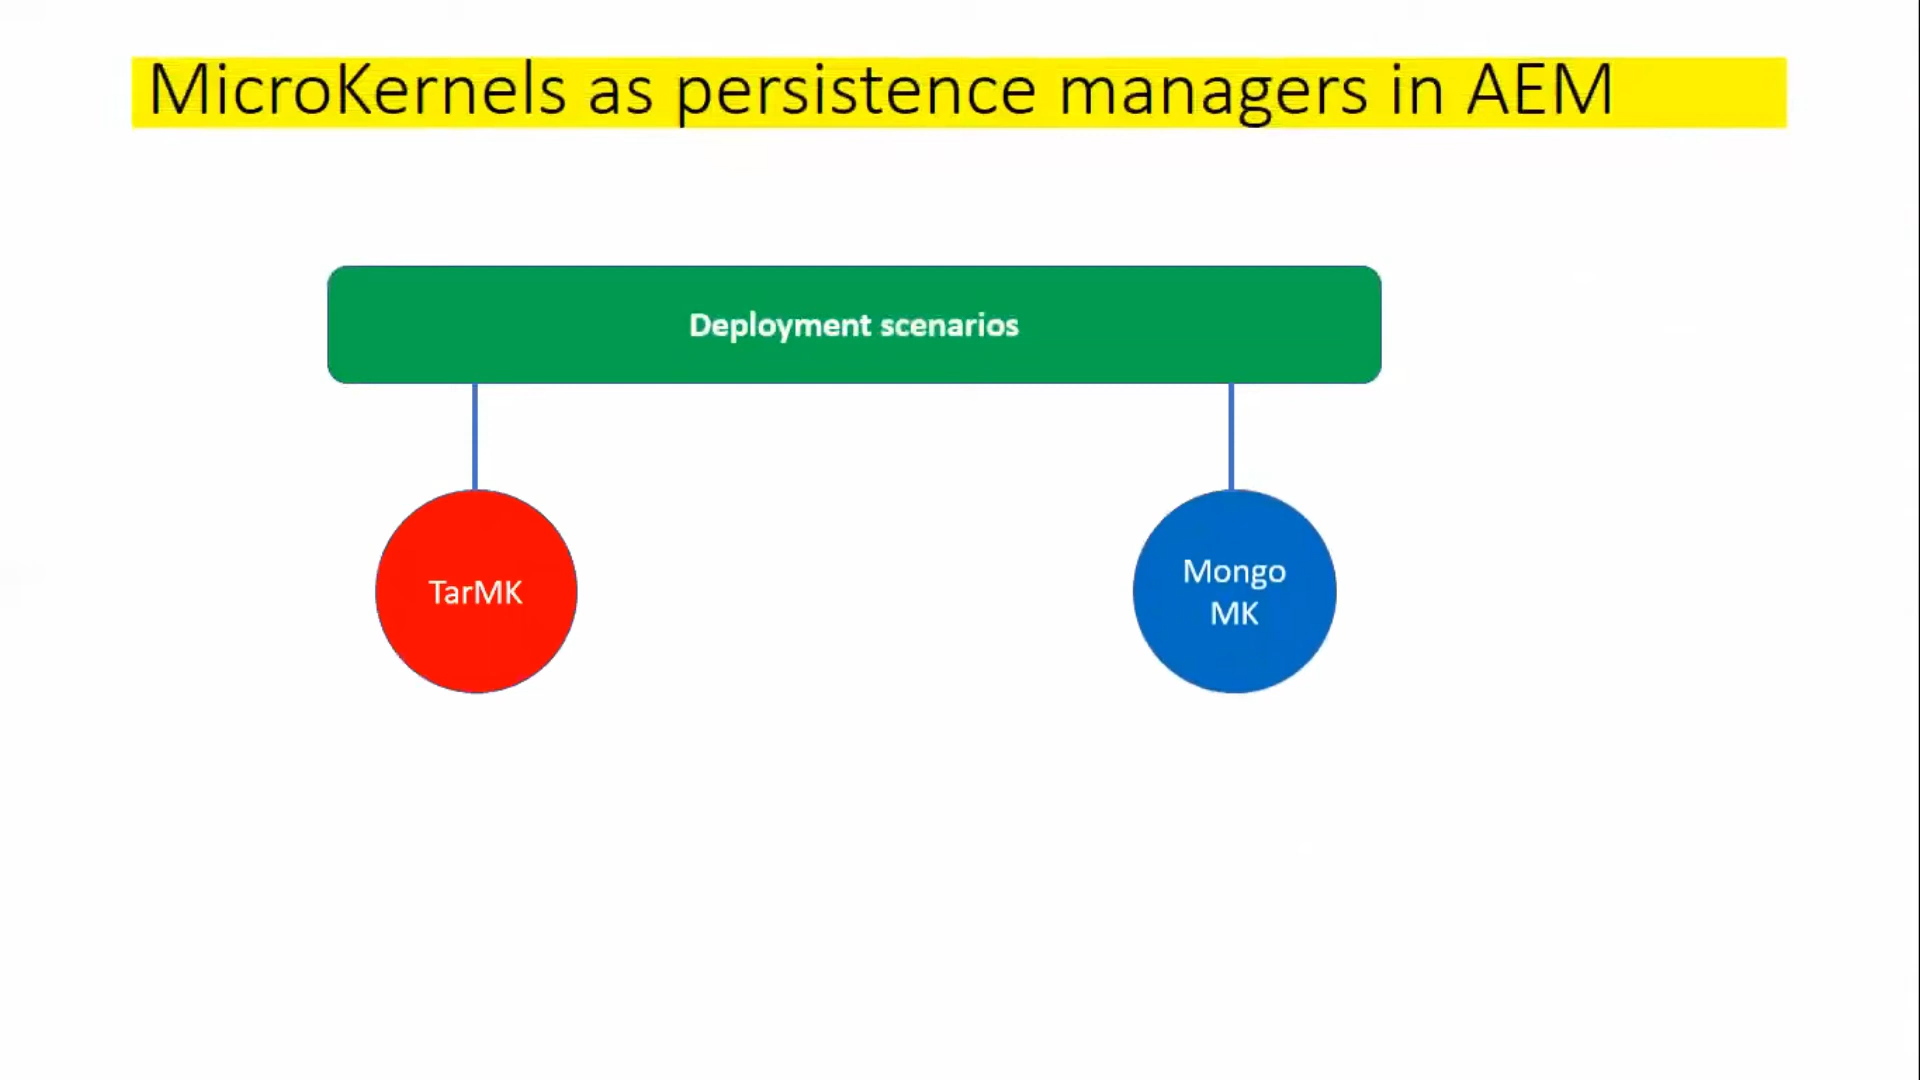 MicroKernels as persistence managers in AEM
Deployment scenarios
TarMK
Mongo
MK